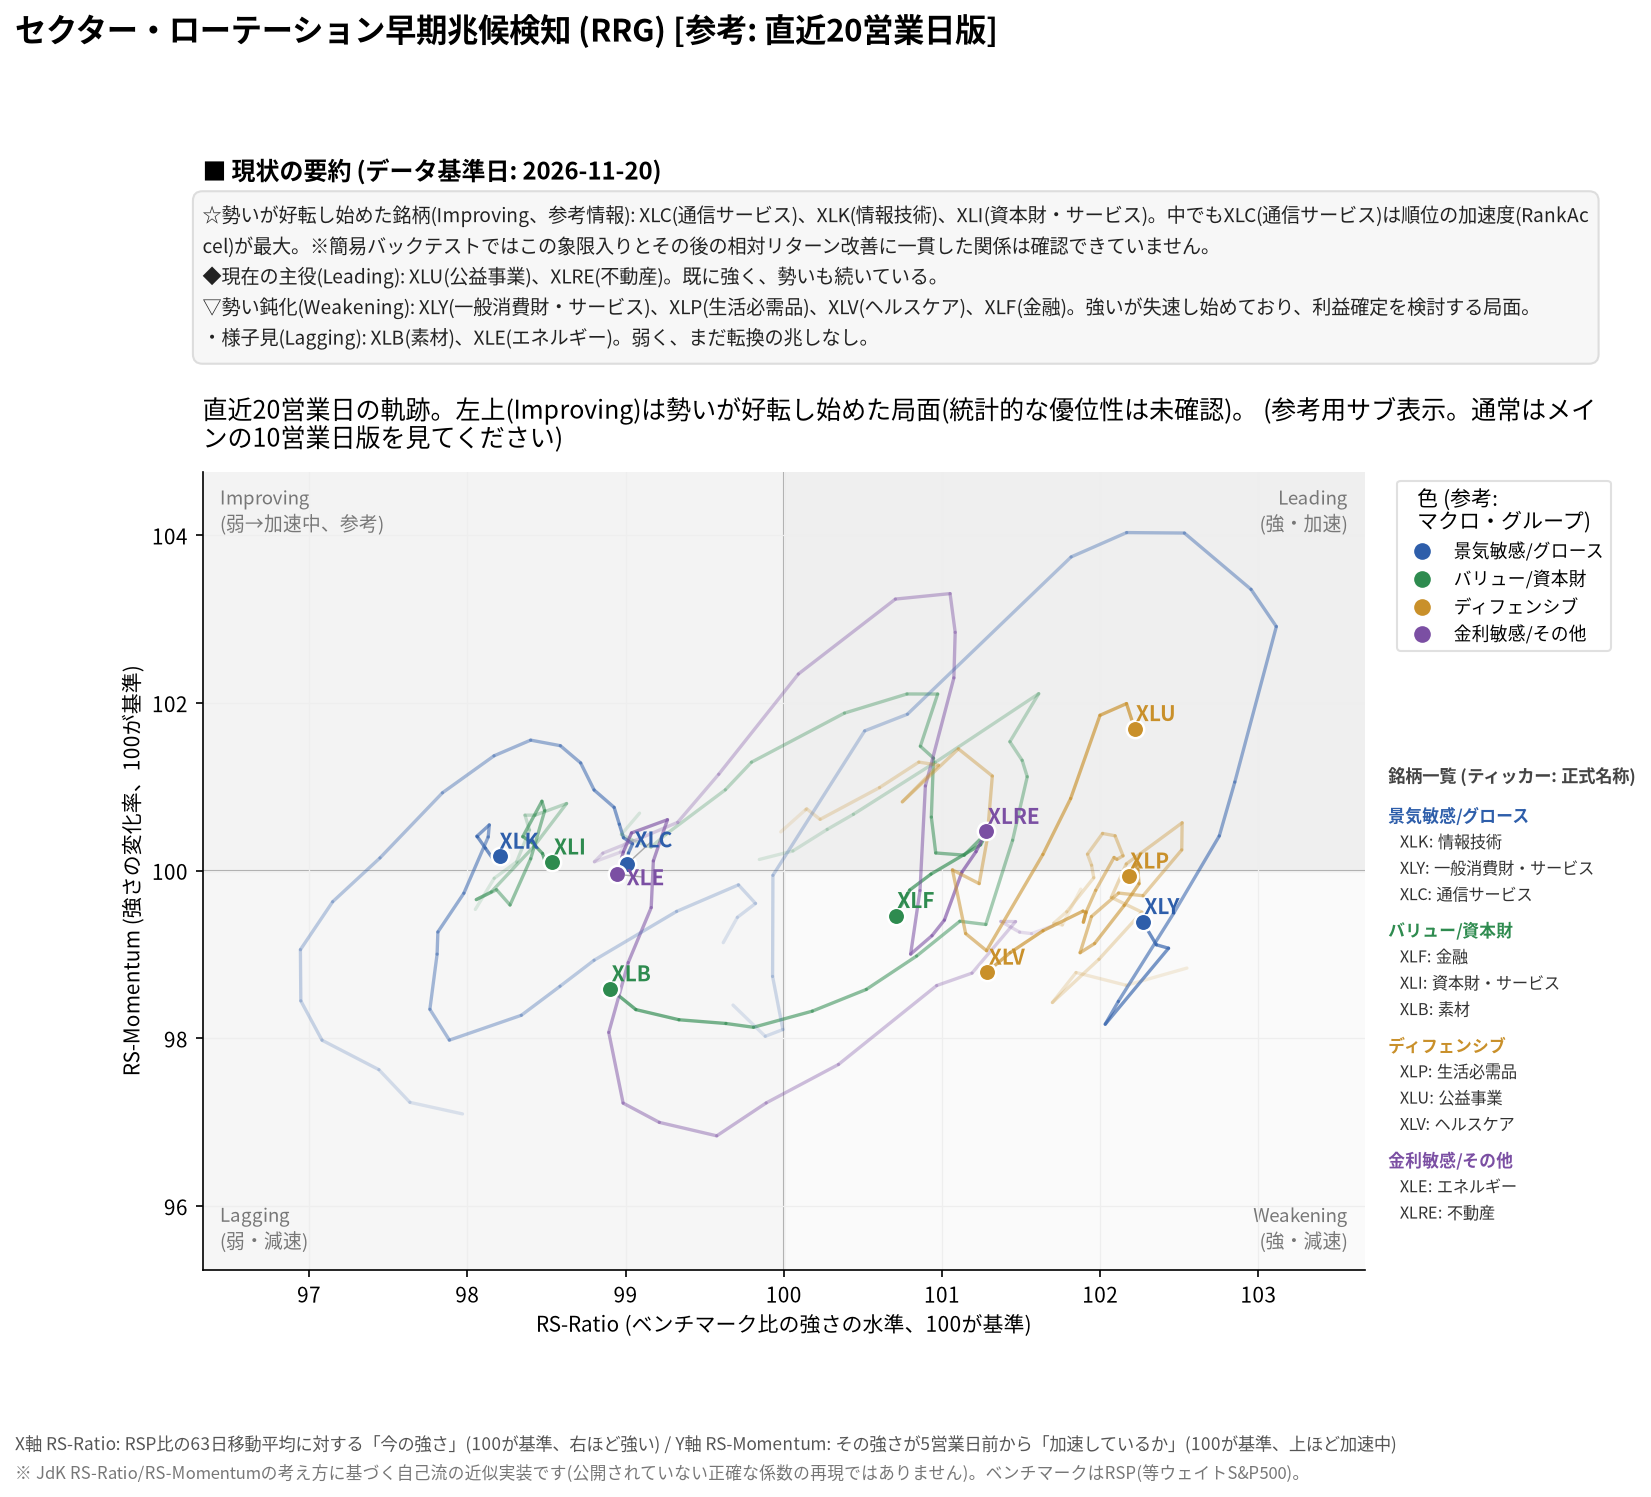 セクター・ローテーション早期兆候検知 (RRG) [参考: 直近20営業日版]
■ 現状の要約 (データ基準日: 2026-11-20)
☆勢いが好転し始めた銘柄(Improving、参考情報): XLC(通信サービス)、XLK(情報技術)、XLI(資本財・サービス)。中でもXLC(通信サービス)は順位の加速度(RankAc
cel)が最大。※簡易バックテストではこの象限入りとその後の相対リターン改善に一貫した関係は確認できていません。
◆現在の主役(Leading): XLU(公益事業)、XLRE(不動産)。既に強く、勢いも続いている。
▽勢い鈍化(Weakening): XLY(一般消費財・サービス)、XLP(生活必需品)、XLV(ヘルスケア)、XLF(金融)。強いが失速し始めており、利益確定を検討する局面。
・様子見(Lagging): XLB(素材)、XLE(エネルギー)。弱く、まだ転換の兆しなし。
直近20営業日の軌跡。左上(Improving)は勢いが好転し始めた局面(統計的な優位性は未確認)。 (参考用サブ表示。通常はメイ
ンの10営業日版を見てください)
Improving
(弱→加速中、参考)
Leading
(強・加速)
104
102
100
98
96
RS-Momentum (強さの変化率、100が基準)
XLU
XLRE
XLK
XLI
XLC
XLE
XLP
XLF
XLY
XLV
XLB
Lagging
(弱・減速)
Weakening
(強・減速)
97
98
99
100
101
102
103
RS-Ratio (ベンチマーク比の強さの水準、100が基準)
色 (参考:
マクロ・グループ)
景気敏感/グロース
バリュー/資本財
ディフェンシブ
金利敏感/その他
銘柄一覧 (ティッカー: 正式名称)
景気敏感/グロース
XLK: 情報技術
XLY: 一般消費財・サービス
XLC: 通信サービス
バリュー/資本財
XLF: 金融
XLI: 資本財・サービス
XLB: 素材
ディフェンシブ
XLP: 生活必需品
XLU: 公益事業
XLV: ヘルスケア
金利敏感/その他
XLE: エネルギー
XLRE: 不動産
X軸 RS-Ratio: RSP比の63日移動平均に対する「今の強さ」(100が基準、右ほど強い) / Y軸 RS-Momentum: その強さが5営業日前から「加速しているか」(100が基準、上ほど加速中)
※ JdK RS-Ratio/RS-Momentumの考え方に基づく自己流の近似実装です(公開されていない正確な係数の再現ではありません)。ベンチマークはRSP(等ウェイトS&P500)。